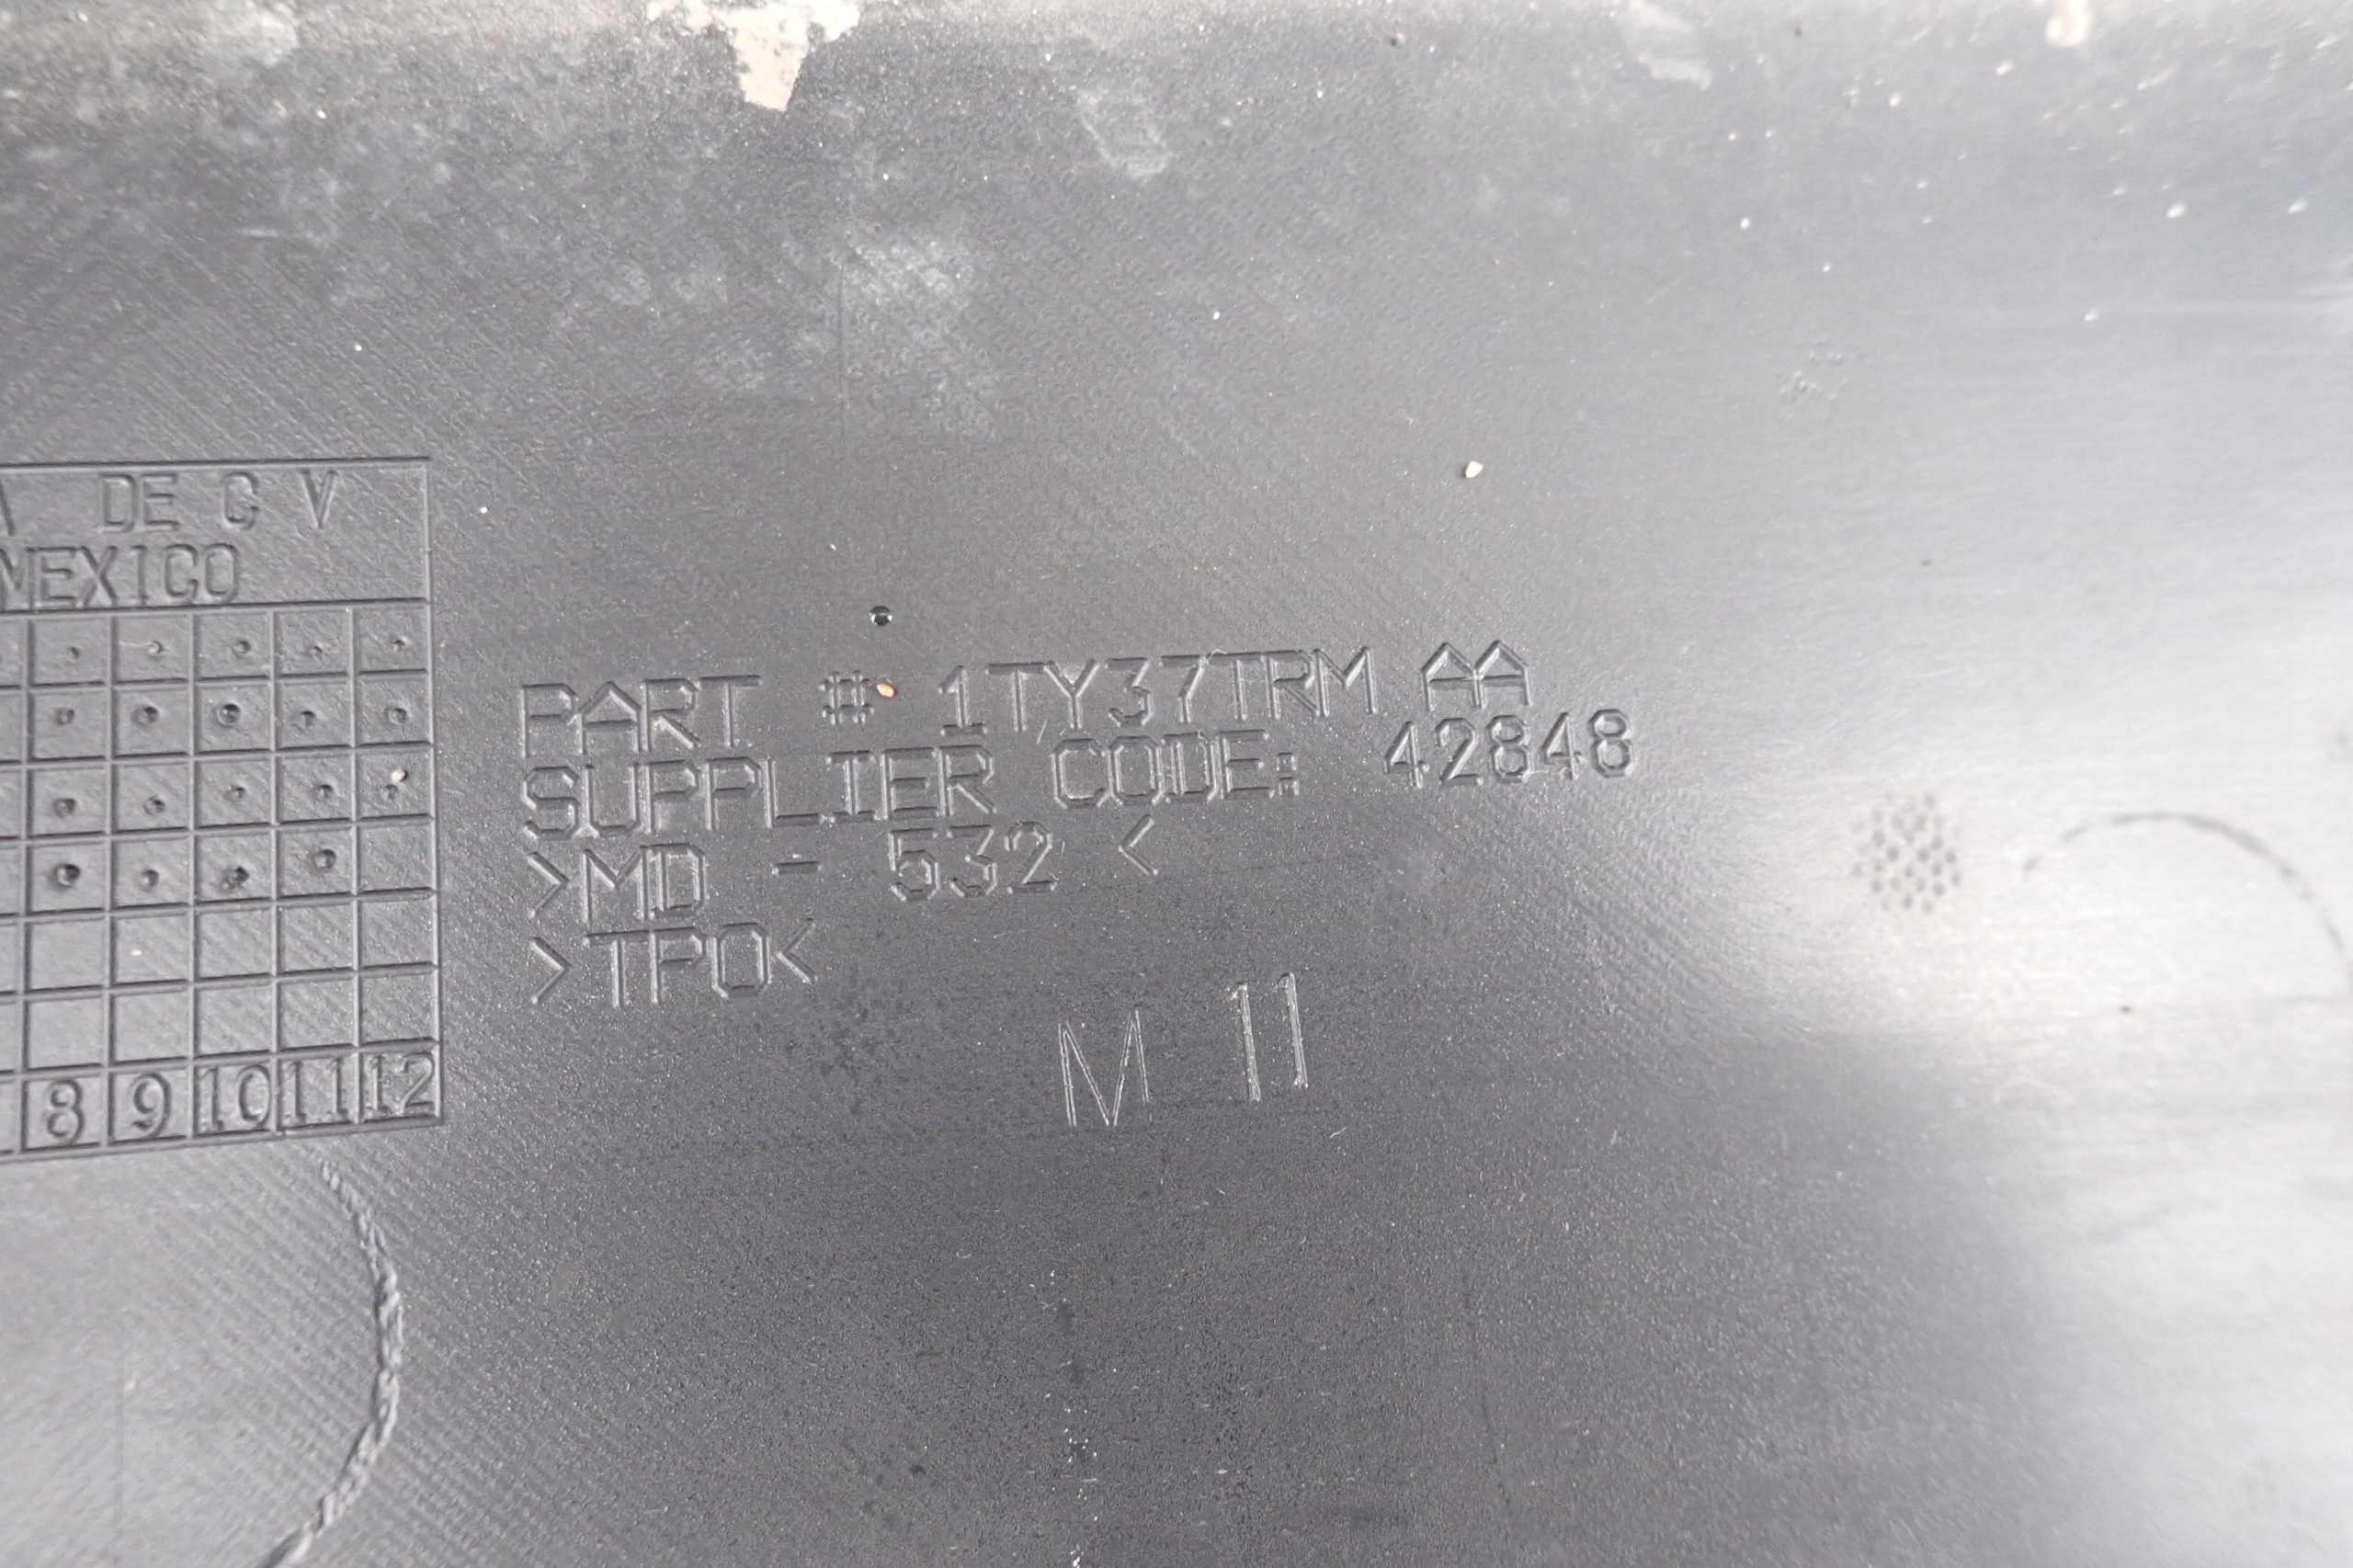 DE C V
MEXICO
8 9 10 11 12
PART # 1TY37TRM AA
SUPPLIER CODE: 42848
>MD - 532 <
>TPO<
M 11